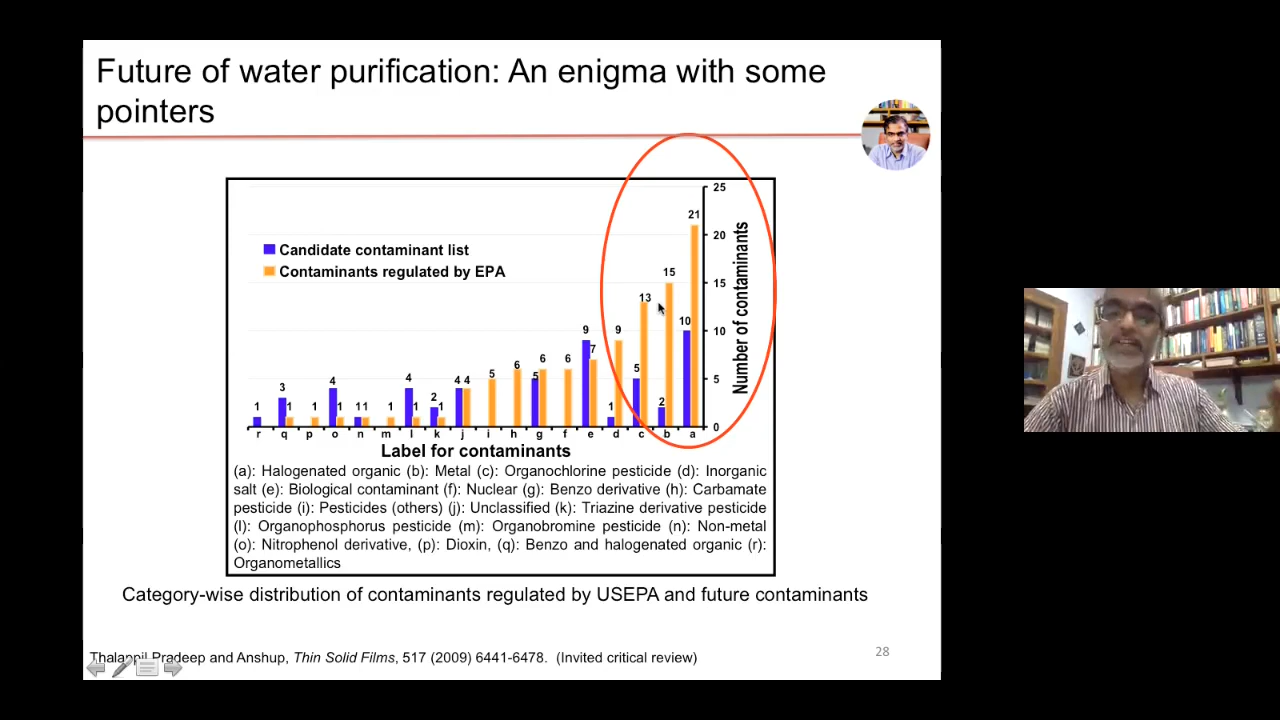 Future of water purification: An enigma with some
pointers
25
21
20
Candidate contaminant list
Contaminants regulated by EPA
15
15
13
10
10
9
7
9
6
6
6
5
5
5
5
4
4 4
4
3
2
2
1
1
1
1
1 1
1
1
1
1
0
r q p o n m l k j i h g f e d c b a
Number of contaminants
Label for contaminants
(a): Halogenated organic (b): Metal (c): Organochlorine pesticide (d): Inorganic
salt (e): Biological contaminant (f): Nuclear (g): Benzo derivative (h): Carbamate
pesticide (i): Pesticides (others) (j): Unclassified (k): Triazine derivative pesticide
(l): Organophosphorus pesticide (m): Organobromine pesticide (n): Non-metal
(o): Nitrophenol derivative, (p): Dioxin, (q): Benzo and halogenated organic (r):
Organometallics
Category-wise distribution of contaminants regulated by USEPA and future contaminants
Thalappil Pradeep and Anshup, Thin Solid Films, 517 (2009) 6441-6478. (Invited critical review)
28